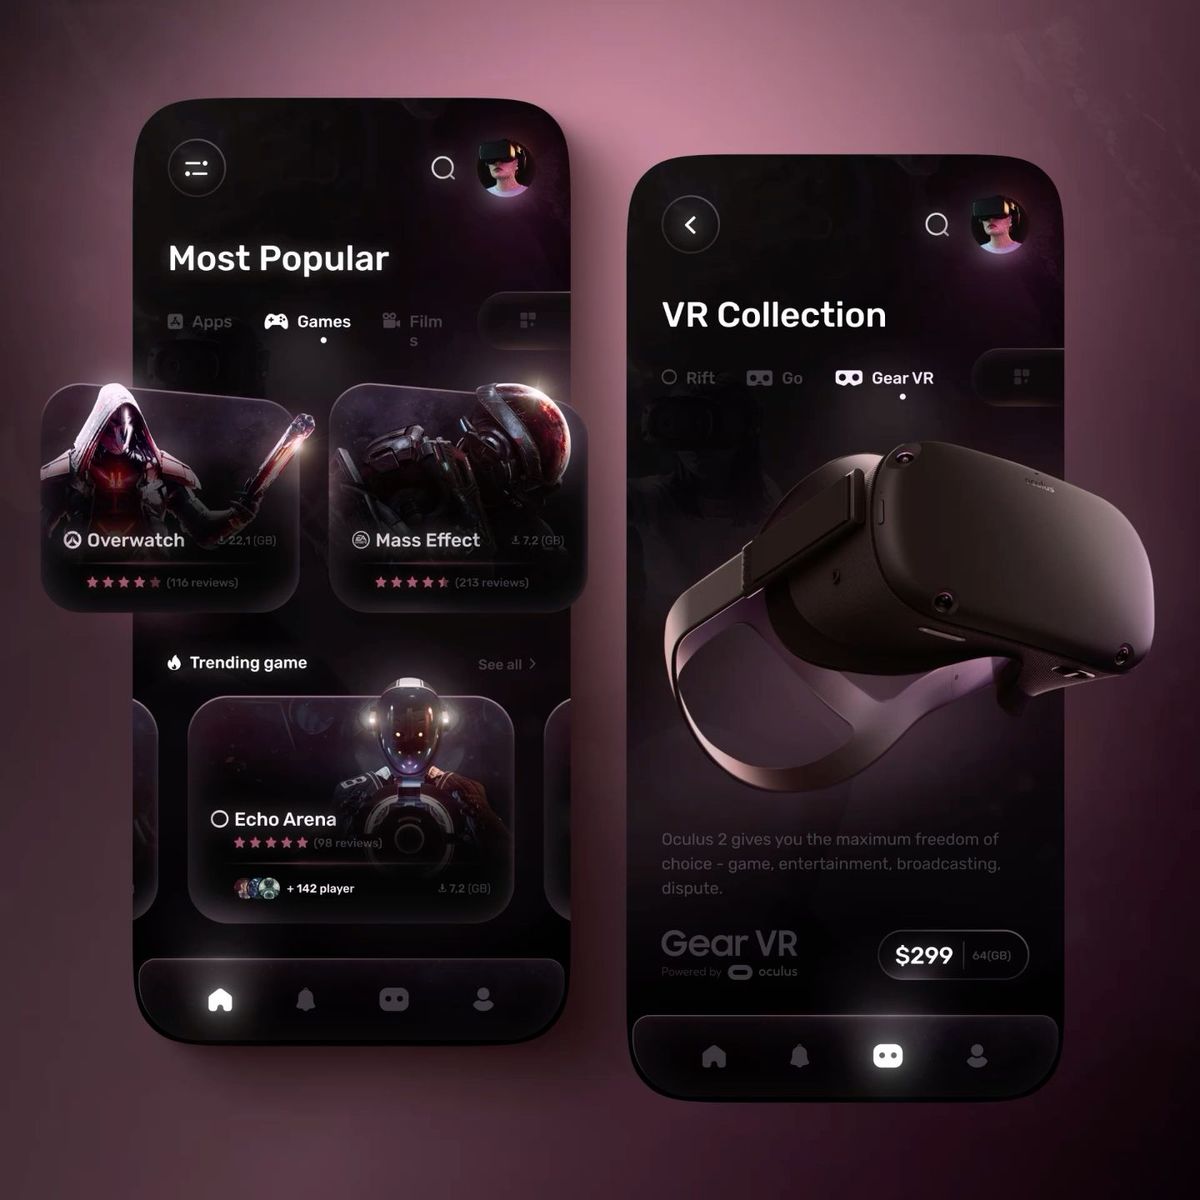 Most Popular
Apps
Games
Film
s
Overwatch
22,1 (GB)
(116 reviews)
Mass Effect
7,2 (GB)
(213 reviews)
Trending game
See all
Echo Arena
(98 reviews)
+ 142 player
7,2 (GB)
VR Collection
Rift
Go
Gear VR
oculus
Oculus 2 gives you the maximum freedom of
choice - game, entertainment, broadcasting,
dispute.
Gear VR
Powered by oculus
$299 64(GB)